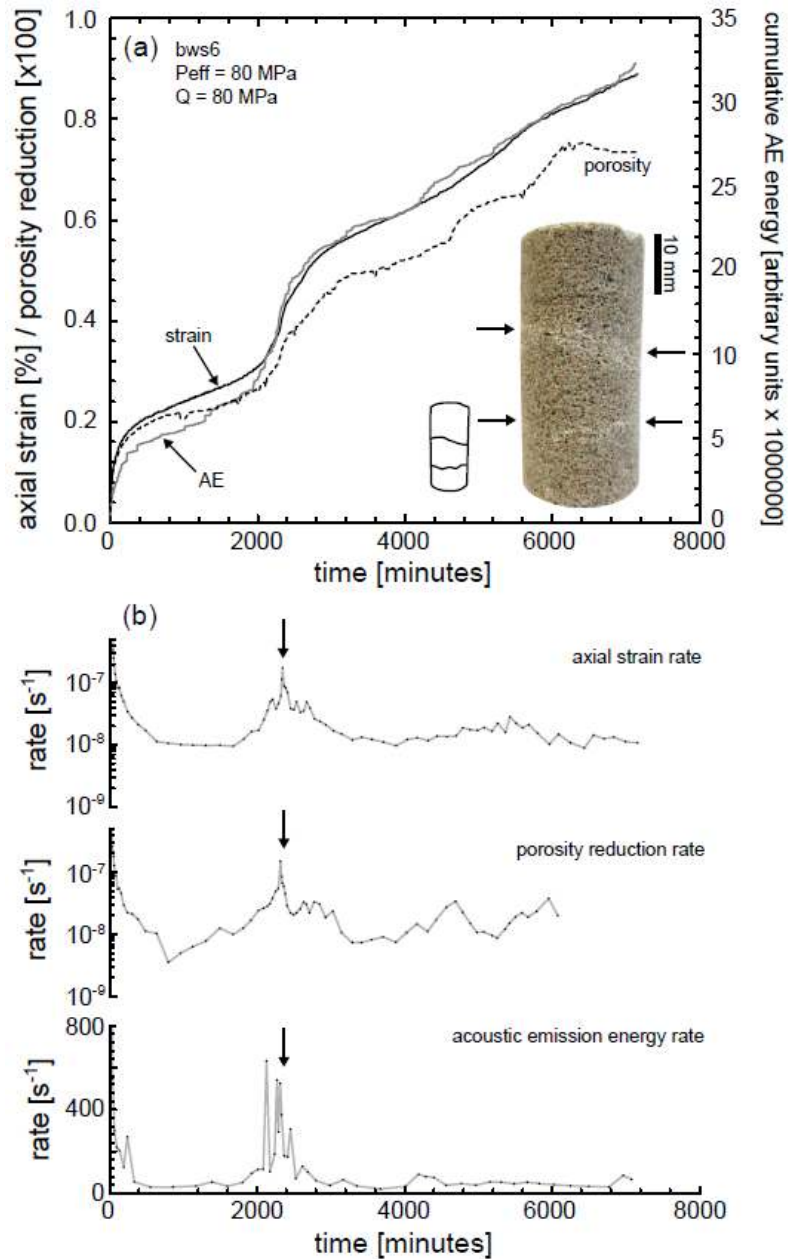 (a)
bws6
Peff = 80 MPa
Q = 80 MPa
axial strain [%] / porosity reduction [x100]
1.0
0.8
0.6
0.4
0.2
0.0
35
30
25
20
15
10
5
0
cumulative AE energy [arbitrary units x 1000000]
porosity
strain
AE
10 mm
0 2000 4000 6000 8000
time [minutes]
(b)
axial strain rate
rate [s⁻¹]
10⁻⁷
10⁻⁸
10⁻⁹
porosity reduction rate
rate [s⁻¹]
10⁻⁷
10⁻⁸
10⁻⁹
acoustic emission energy rate
rate [s⁻¹]
800
400
0
0 2000 4000 6000 8000
time [minutes]